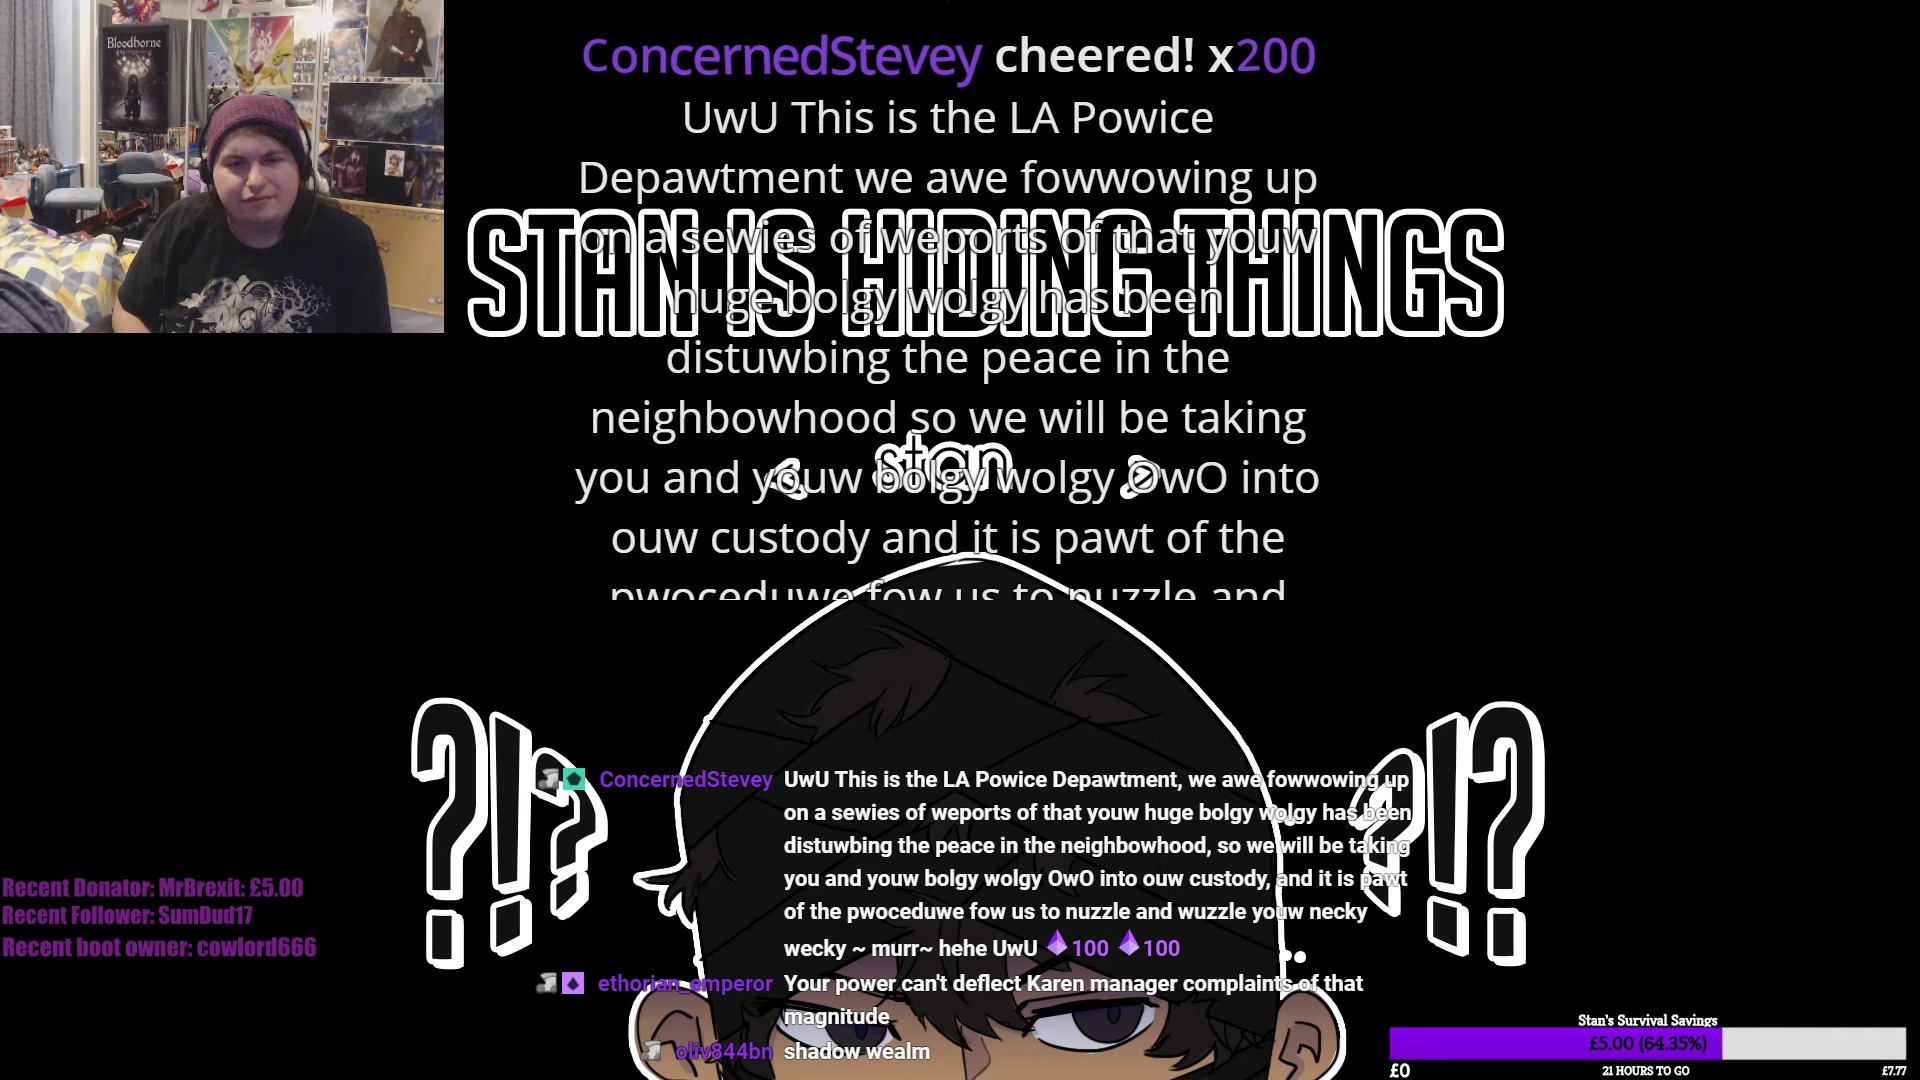 Bloodborne
ConcernedStevey cheered! x200
UwU This is the LA Powice
Depawtment we awe fowwowing up
on a sewies of weports of that youw
STAN IS HIDING THINGS
huge bolgy wolgy has been
distuwbing the peace in the
neighbowhood so we will be taking
stan
you and youw bolgy wolgy OwO into
ouw custody and it is pawt of the
pwoceduwe fow us to nuzzle and
?!?
?!?
ConcernedStevey UwU This is the LA Powice Depawtment, we awe fowwowing up
on a sewies of weports of that youw huge bolgy wolgy has been
distuwbing the peace in the neighbowhood, so we will be taking
you and youw bolgy wolgy OwO into ouw custody, and it is pawt
of the pwoceduwe fow us to nuzzle and wuzzle youw necky
wecky ~ murr~ hehe UwU 100 100
ethorian_emperor Your power can't deflect Karen manager complaints of that
magnitude
oliv844bn shadow wealm
Recent Donator: MrBrexit: £5.00
Recent Follower: SumDud17
Recent boot owner: cowlord666
Stan's Survival Savings
£5.00 (64.35%)
£0 21 HOURS TO GO £7.77